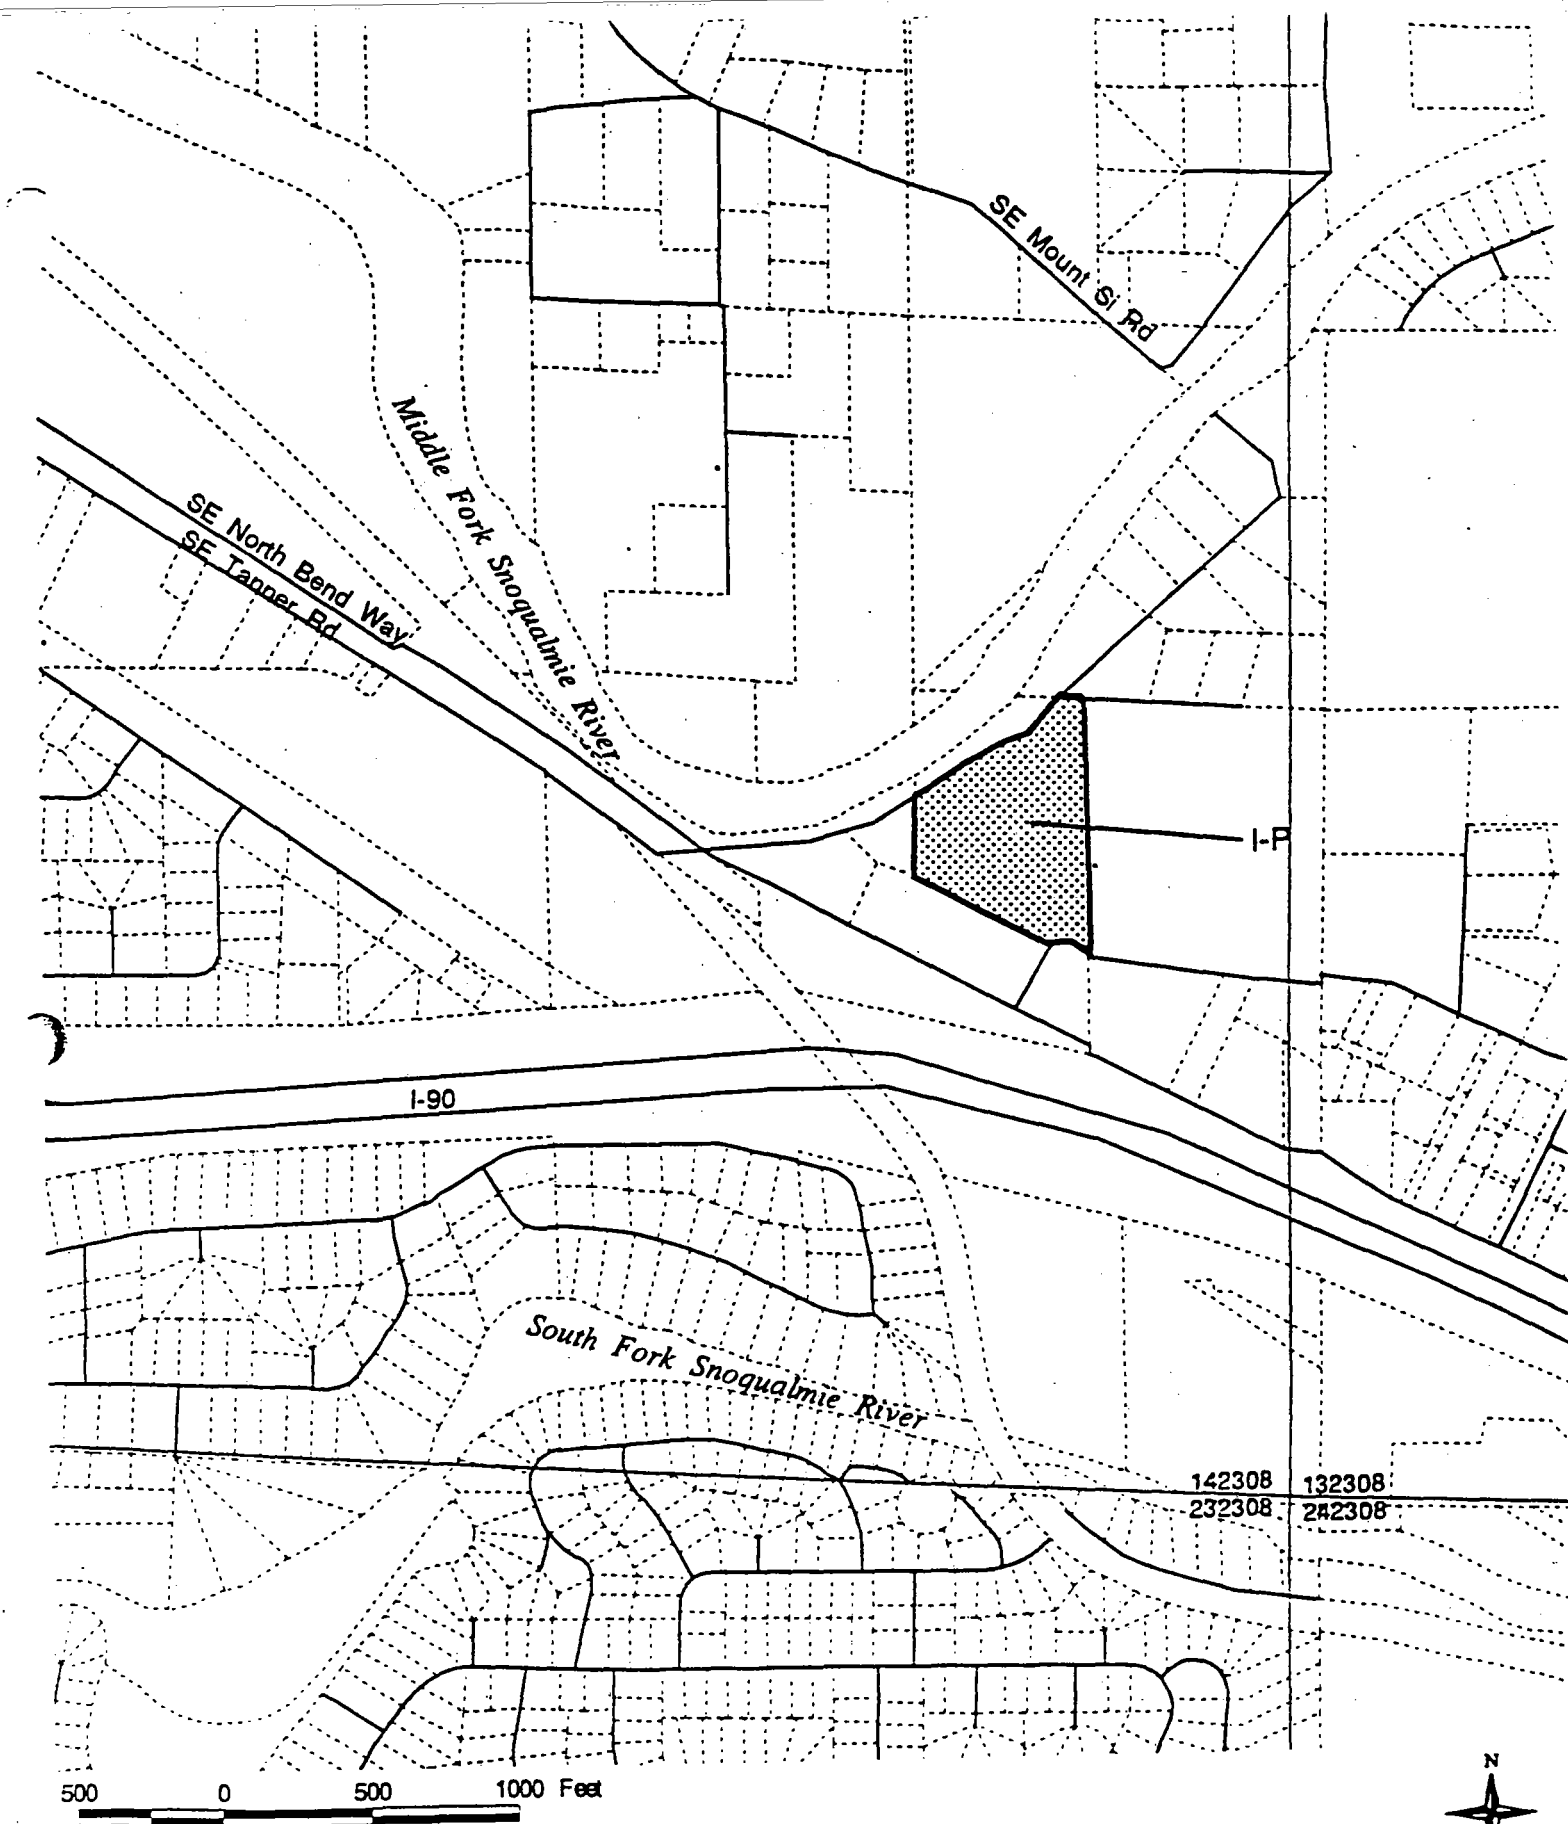 SE Mount Si Rd
Middle Fork Snoqualmie River
SE North Bend Way
SE Tanner Rd
I-P
I-90
South Fork Snoqualmie River
142308 132308
232308 242308
500 0 500 1000 Feet
N